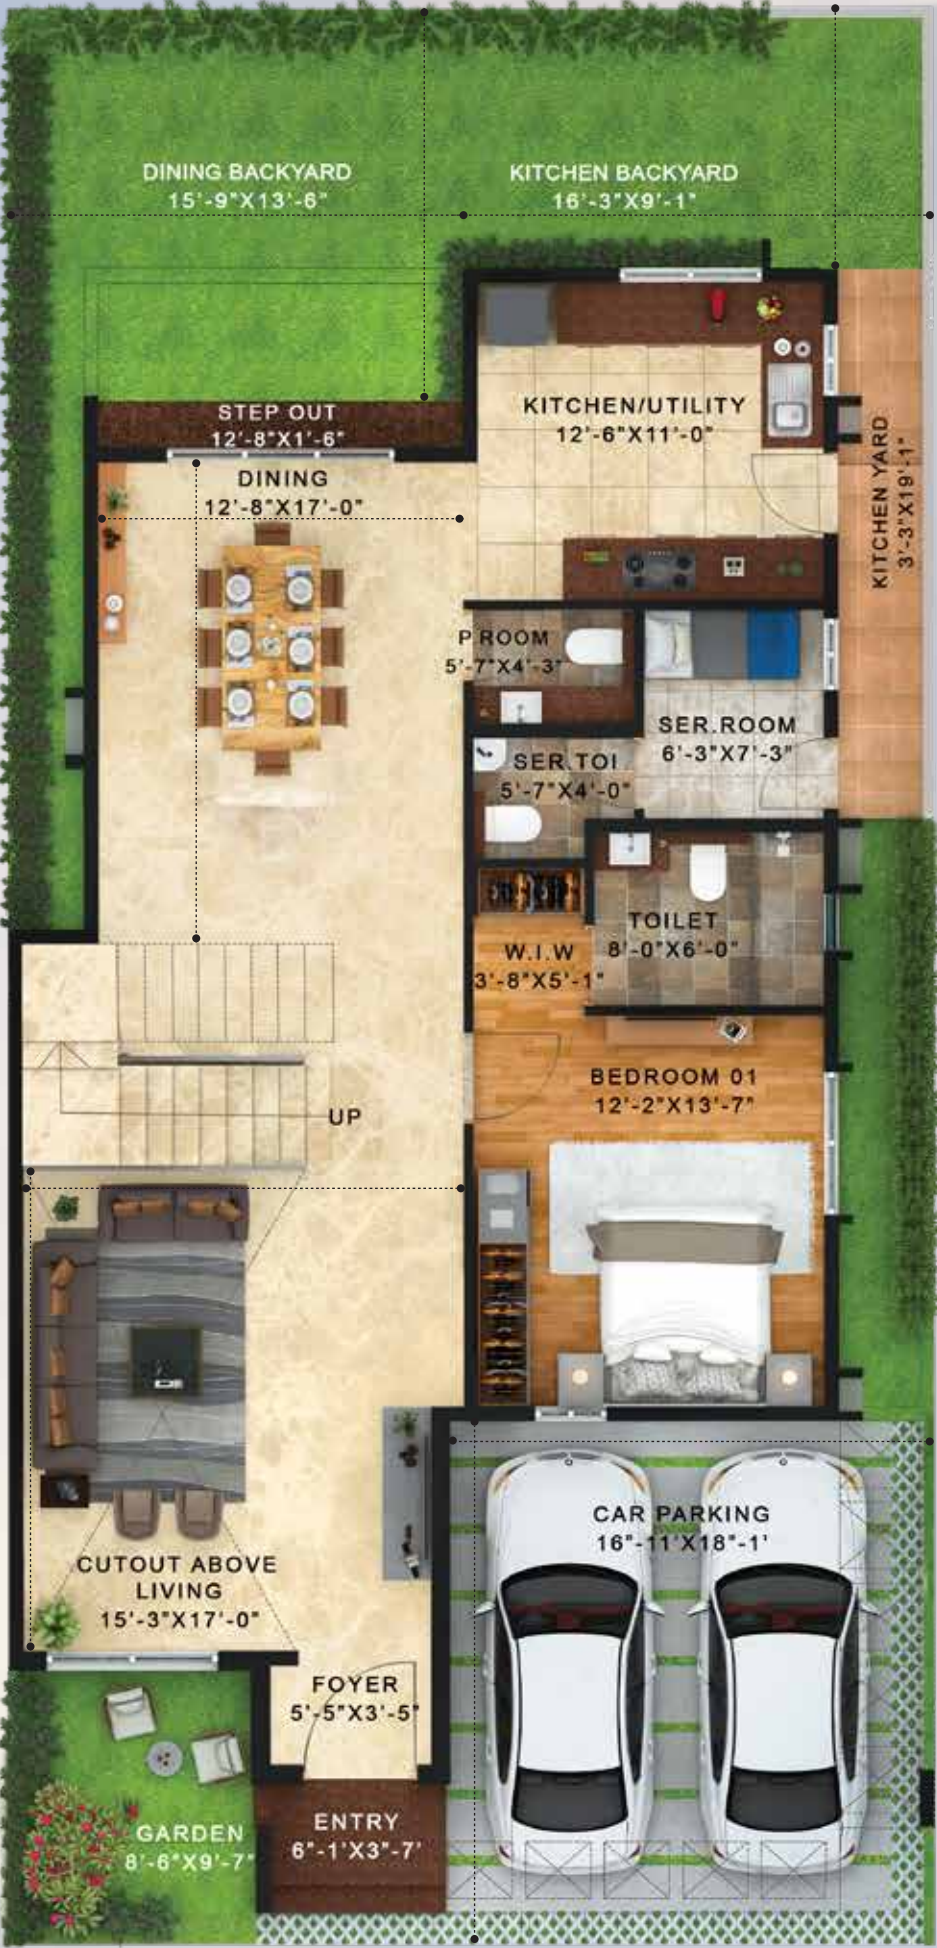 DINING BACKYARD
15'-9"X13'-6"
KITCHEN BACKYARD
16'-3"X9'-1"
STEP OUT
12'-8"X1'-6"
DINING
12'-8"X17'-0"
KITCHEN/UTILITY
12'-6"X11'-0"
KITCHEN YARD
3'-3"X19'-1"
P.ROOM
5'-7"X4'-3"
SER.ROOM
6'-3"X7'-3"
SER.TOI
5'-7"X4'-0"
TOILET
8'-0"X6'-0"
W.I.W
3'-8"X5'-1"
BEDROOM 01
12'-2"X13'-7"
UP
CAR PARKING
16"-11'X18"-1'
CUTOUT ABOVE
LIVING
15'-3"X17'-0"
FOYER
5'-5"X3'-5"
ENTRY
6"-1'X3"-7'
GARDEN
8'-6"X9'-7"